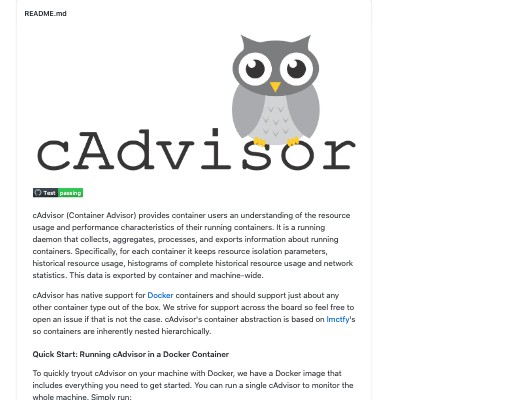 README.md
cAdvisor
Test passing
cAdvisor (Container Advisor) provides container users an understanding of the resource
usage and performance characteristics of their running containers. It is a running
daemon that collects, aggregates, processes, and exports information about running
containers. Specifically, for each container it keeps resource isolation parameters,
historical resource usage, histograms of complete historical resource usage and network
statistics. This data is exported by container and machine-wide.
cAdvisor has native support for Docker containers and should support just about any
other container type out of the box. We strive for support across the board so feel free to
open an issue if that is not the case. cAdvisor's container abstraction is based on lmctfy's
so containers are inherently nested hierarchically.
Quick Start: Running cAdvisor in a Docker Container
To quickly tryout cAdvisor on your machine with Docker, we have a Docker image that
includes everything you need to get started. You can run a single cAdvisor to monitor the
whole machine. Simply run: